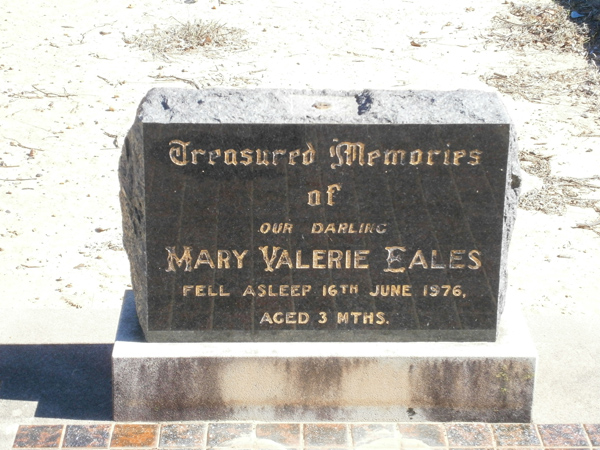 Treasured Memories
of
OUR DARLING
MARY VALERIE EALES
FELL ASLEEP 16TH JUNE 1976,
AGED 3 MTHS.